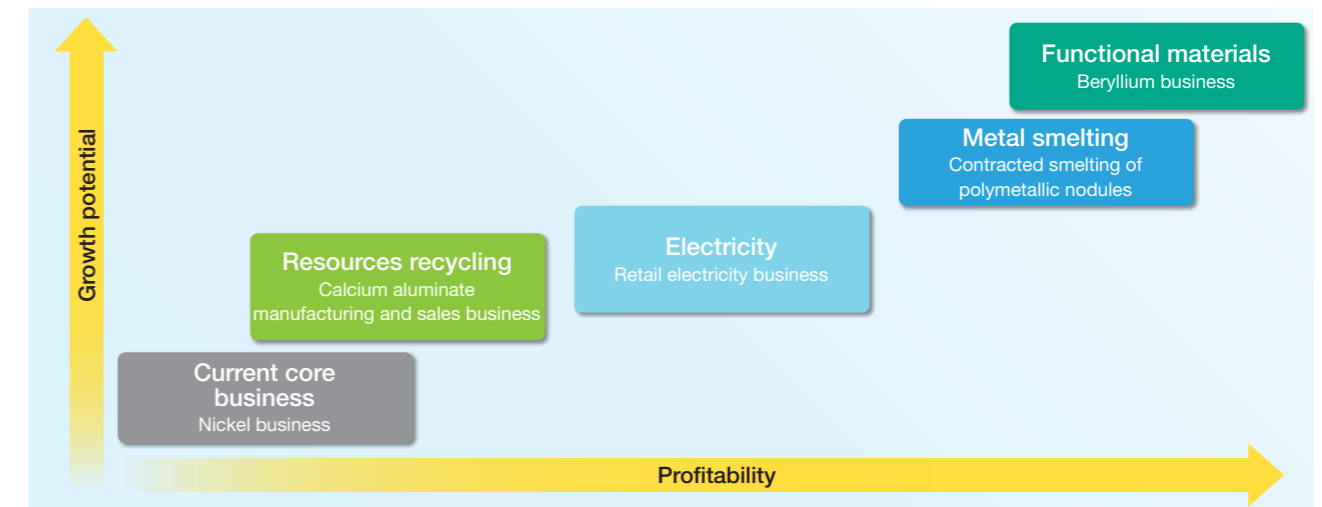 Functional materials
Beryllium business
Metal smelting
Contracted smelting of
polymetallic nodules
Electricity
Retail electricity business
Resources recycling
Calcium aluminate
manufacturing and sales business
Current core
business
Nickel business
Growth potential
Profitability